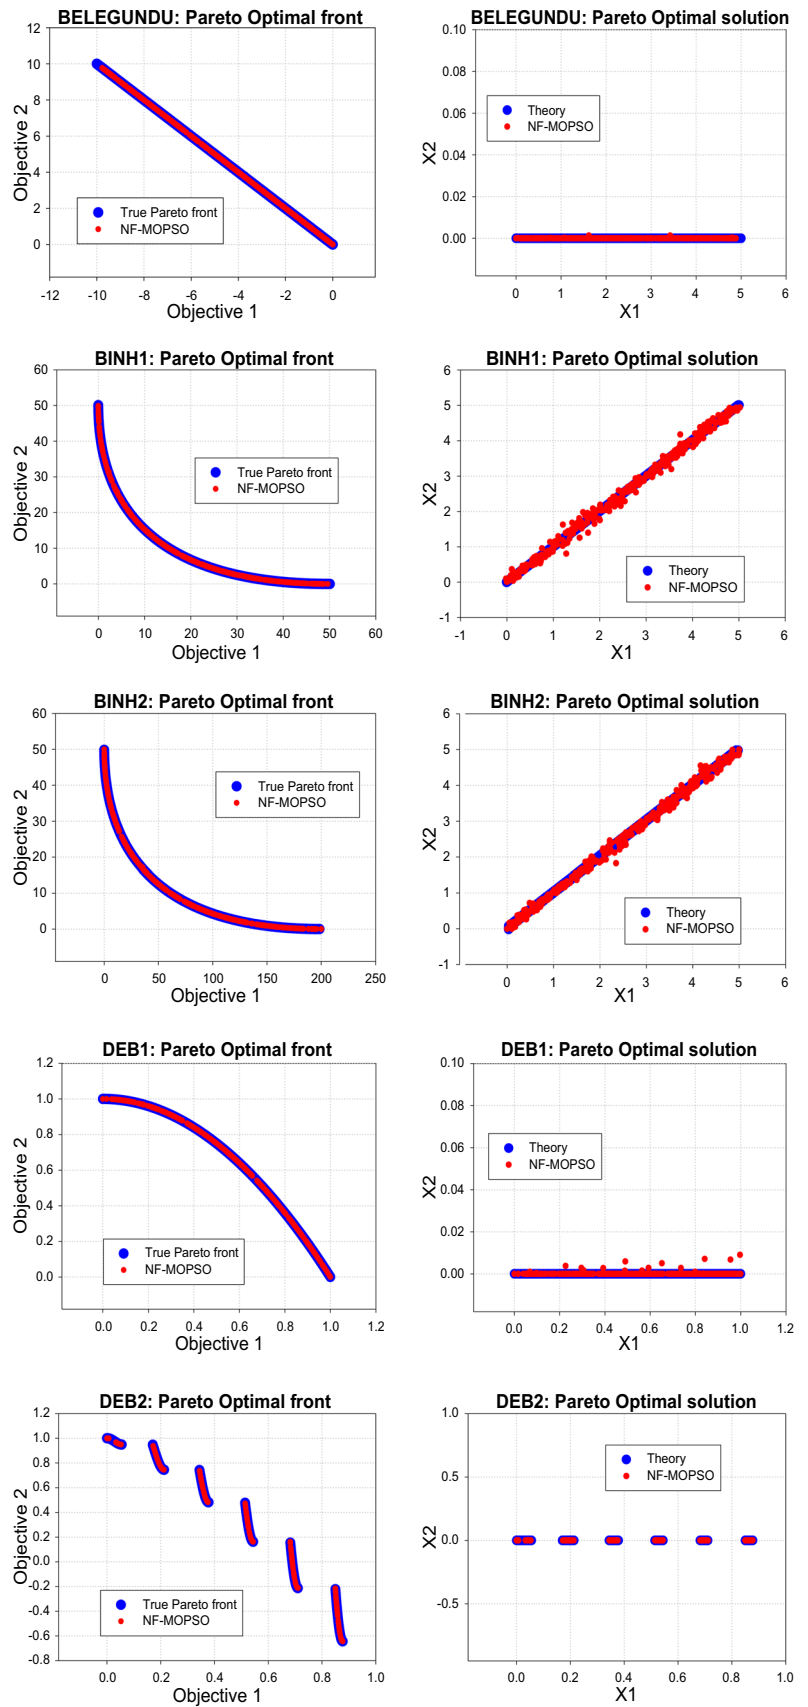 BELEGUNDU: Pareto Optimal front
12
10
8
6
4
2
0
Objective 2
True Pareto front
NF-MOPSO
-12 -10 -8 -6 -4 -2 0
Objective 1
BELEGUNDU: Pareto Optimal solution
0.10
0.08
0.06
0.04
0.02
0.00
X2
Theory
NF-MOPSO
0 1 2 3 4 5 6
X1
BINH1: Pareto Optimal front
60
50
40
30
20
10
0
Objective 2
True Pareto front
NF-MOPSO
0 10 20 30 40 50 60
Objective 1
BINH1: Pareto Optimal solution
6
5
4
3
2
1
0
-1
X2
Theory
NF-MOPSO
-1 0 1 2 3 4 5 6
X1
BINH2: Pareto Optimal front
60
50
40
30
20
10
0
Objective 2
True Pareto front
NF-MOPSO
0 50 100 150 200 250
Objective 1
BINH2: Pareto Optimal solution
6
5
4
3
2
1
0
-1
X2
Theory
NF-MOPSO
0 1 2 3 4 5 6
X1
DEB1: Pareto Optimal front
1.2
1.0
0.8
0.6
0.4
0.2
0.0
Objective 2
True Pareto front
NF-MOPSO
0.0 0.2 0.4 0.6 0.8 1.0 1.2
Objective 1
DEB1: Pareto Optimal solution
0.10
0.08
0.06
0.04
0.02
0.00
X2
Theory
NF-MOPSO
0.0 0.2 0.4 0.6 0.8 1.0 1.2
X1
DEB2: Pareto Optimal front
1.2
1.0
0.8
0.6
0.4
0.2
0.0
-0.2
-0.4
-0.6
-0.8
Objective 2
True Pareto front
NF-MOPSO
0.0 0.2 0.4 0.6 0.8 1.0
Objective 1
DEB2: Pareto Optimal solution
1.0
0.5
0.0
-0.5
X2
Theory
NF-MOPSO
0.0 0.2 0.4 0.6 0.8 1.0
X1